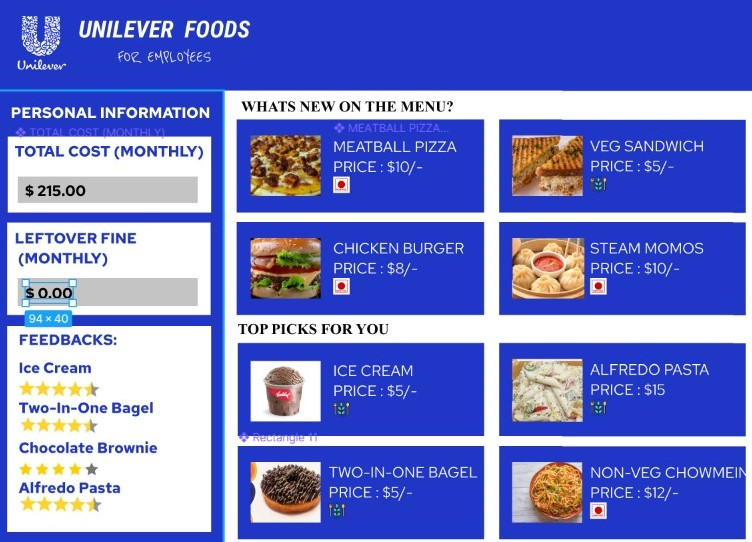 UNILEVER FOODS
FOR EMPLOYEES
Unilever
PERSONAL INFORMATION
TOTAL COST (MONTHLY)
TOTAL COST (MONTHLY)
$ 215.00
LEFTOVER FINE
(MONTHLY)
$ 0.00
94 × 40
FEEDBACKS:
Ice Cream
Two-In-One Bagel
Chocolate Brownie
Alfredo Pasta
WHATS NEW ON THE MENU?
MEATBALL PIZZA...
MEATBALL PIZZA
PRICE : $10/-
VEG SANDWICH
PRICE : $5/-
CHICKEN BURGER
PRICE : $8/-
STEAM MOMOS
PRICE : $10/-
TOP PICKS FOR YOU
ICE CREAM
PRICE : $5/-
ALFREDO PASTA
PRICE : $15
Rectangle 11
TWO-IN-ONE BAGEL
PRICE : $5/-
NON-VEG CHOWMEIN
PRICE : $12/-